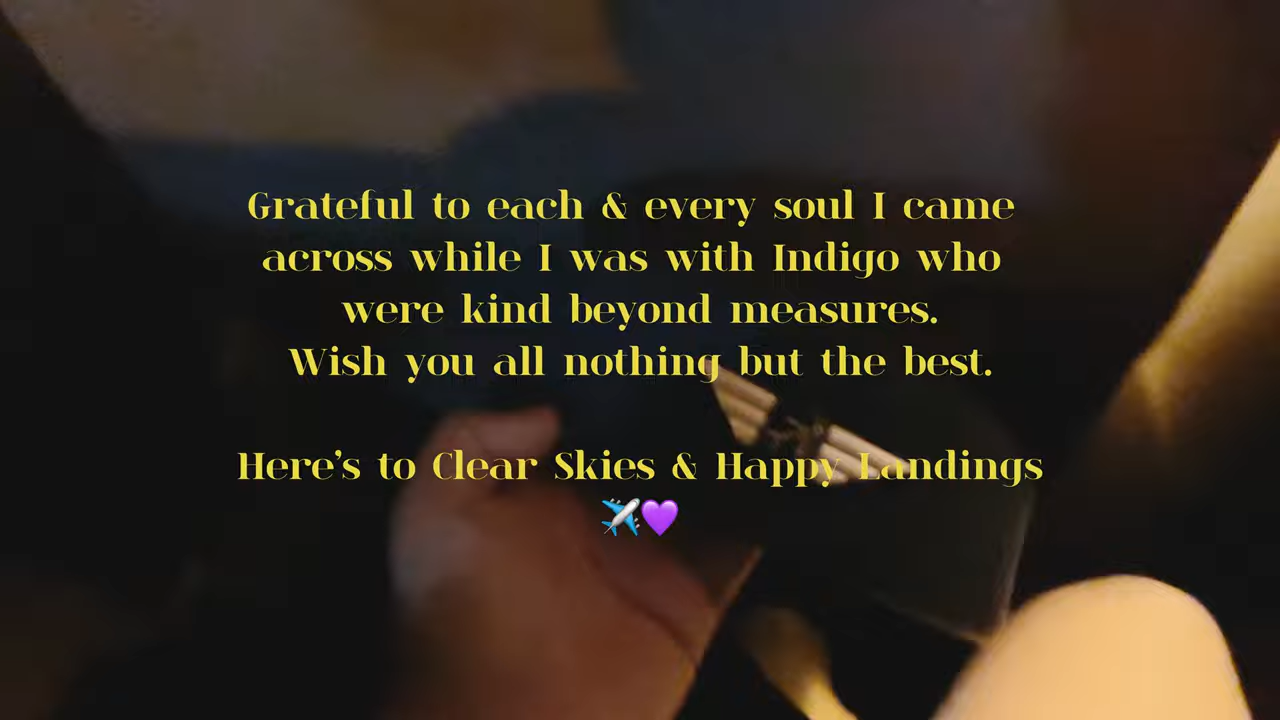 Grateful to each & every soul I came
across while I was with Indigo who
were kind beyond measures.
Wish you all nothing but the best.
Here's to Clear Skies & Happy Landings
✈️💜